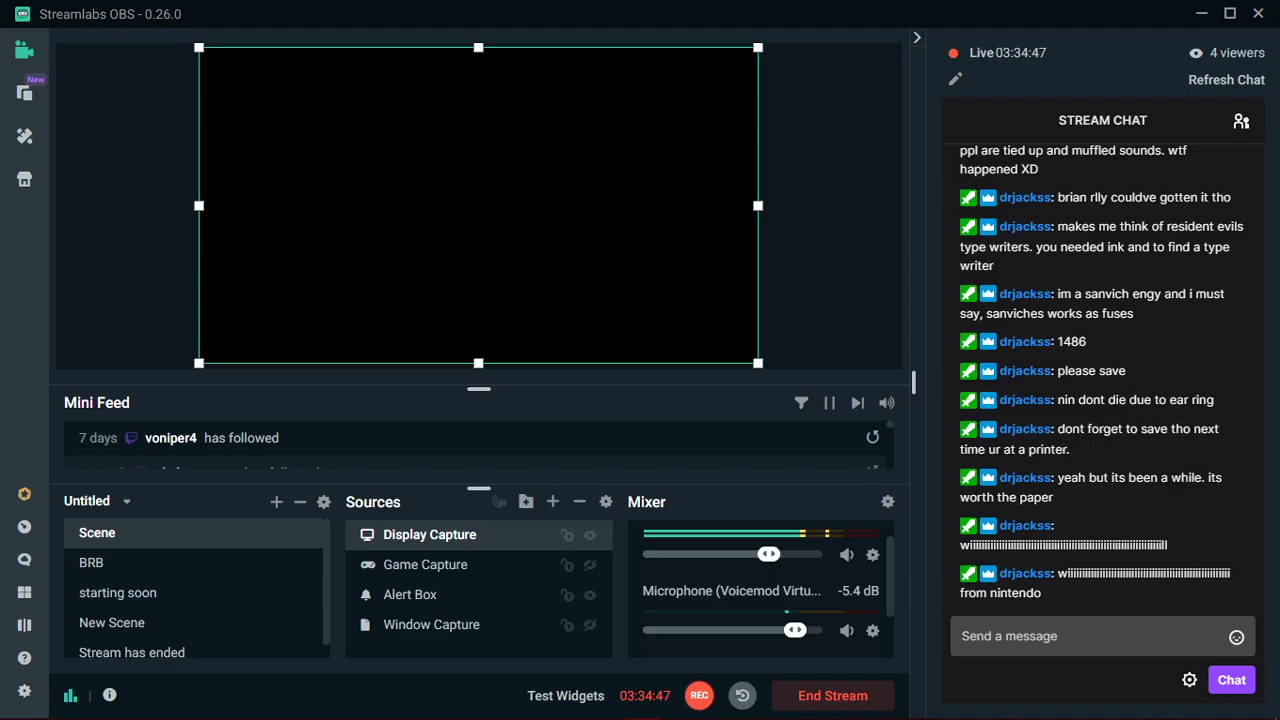 Streamlabs OBS - 0.26.0
New
Live 03:34:47
4 viewers
Refresh Chat
STREAM CHAT
ppl are tied up and muffled sounds. wtf
happened XD
drjackss: brian rlly couldve gotten it tho
drjackss: makes me think of resident evils
type writers. you needed ink and to find a type
writer
drjackss: im a sanvich engy and i must
say, sanviches works as fuses
drjackss: 1486
drjackss: please save
drjackss: nin dont die due to ear ring
drjackss: dont forget to save tho next
time ur at a printer.
drjackss: yeah but its been a while. its
worth the paper
drjackss:
wiiiiiiiiiiiiiiiiiiiiiiiiiiiiiiiiiiiiiiiiiiiiiiiiiiiiiiiiiiill
drjackss: wiiiiiiiiiiiiiiiiiiiiiiiiiiiiiiiiiiiiiiiiiiiiiiii
from nintendo
Send a message
Chat
Mini Feed
7 days voniper4 has followed
Untitled
Scene
BRB
starting soon
New Scene
Stream has ended
Sources
Display Capture
Game Capture
Alert Box
Window Capture
Mixer
Microphone (Voicemod Virtu... -5.4 dB
Test Widgets
03:34:47
REC
End Stream